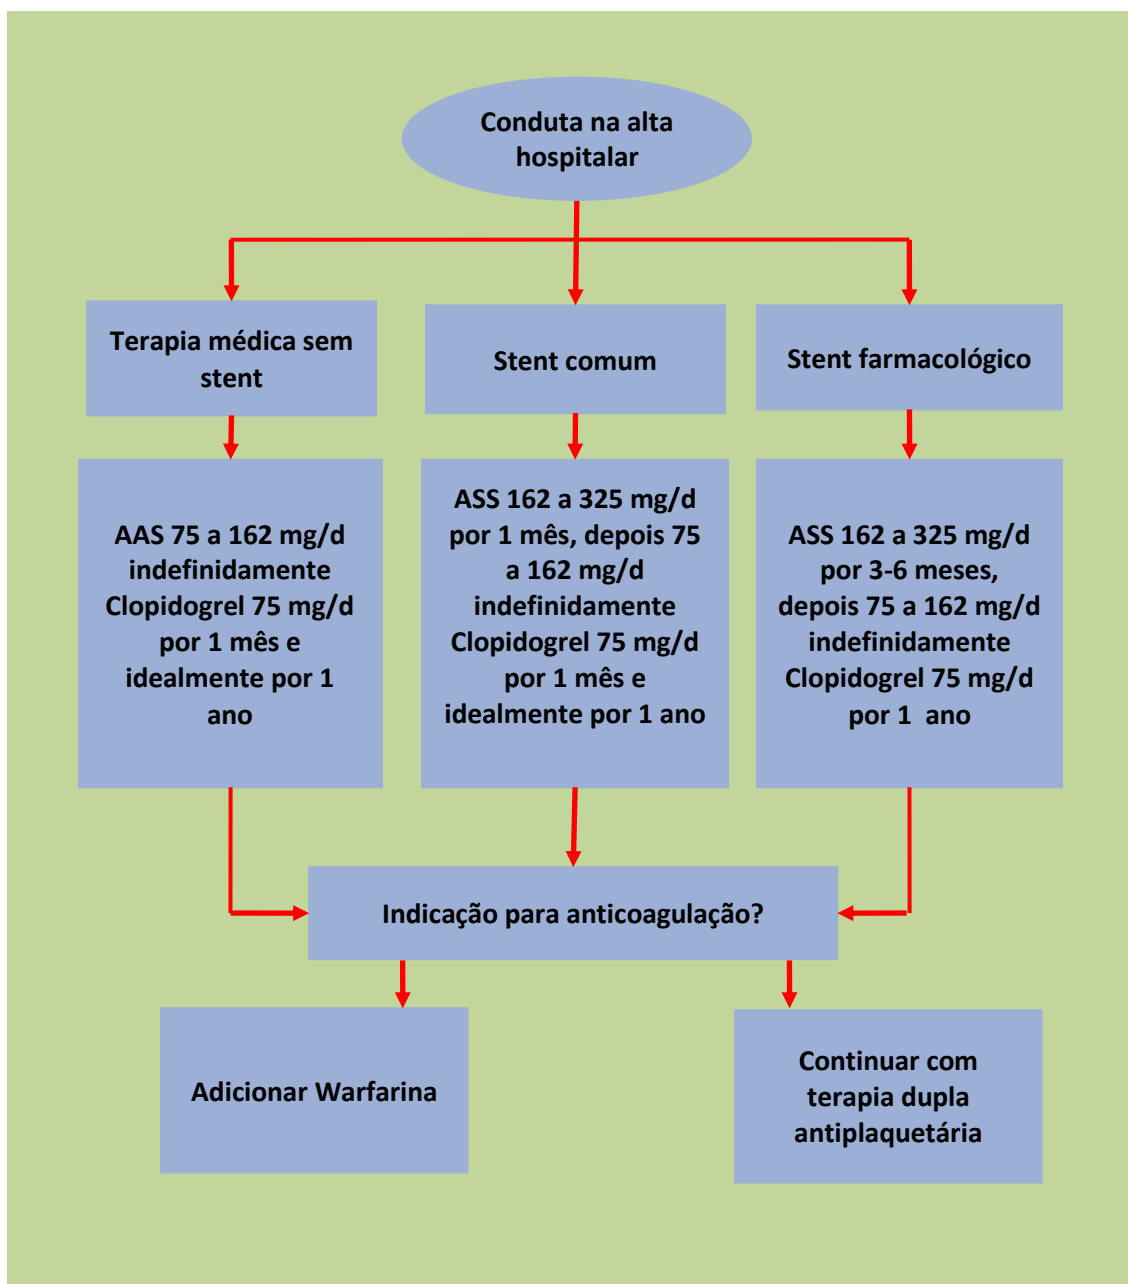 Conduta na alta
hospitalar
Terapia médica sem
stent
Stent comum
Stent farmacológico
AAS 75 a 162 mg/d
indefinidamente
Clopidogrel 75 mg/d
por 1 mês e
idealmente por 1
ano
ASS 162 a 325 mg/d
por 1 mês, depois 75
a 162 mg/d
indefinidamente
Clopidogrel 75 mg/d
por 1 mês e
idealmente por 1 ano
ASS 162 a 325 mg/d
por 3-6 meses,
depois 75 a 162 mg/d
indefinidamente
Clopidogrel 75 mg/d
por 1 ano
Indicação para anticoagulação?
Adicionar Warfarina
Continuar com
terapia dupla
antiplaquetária